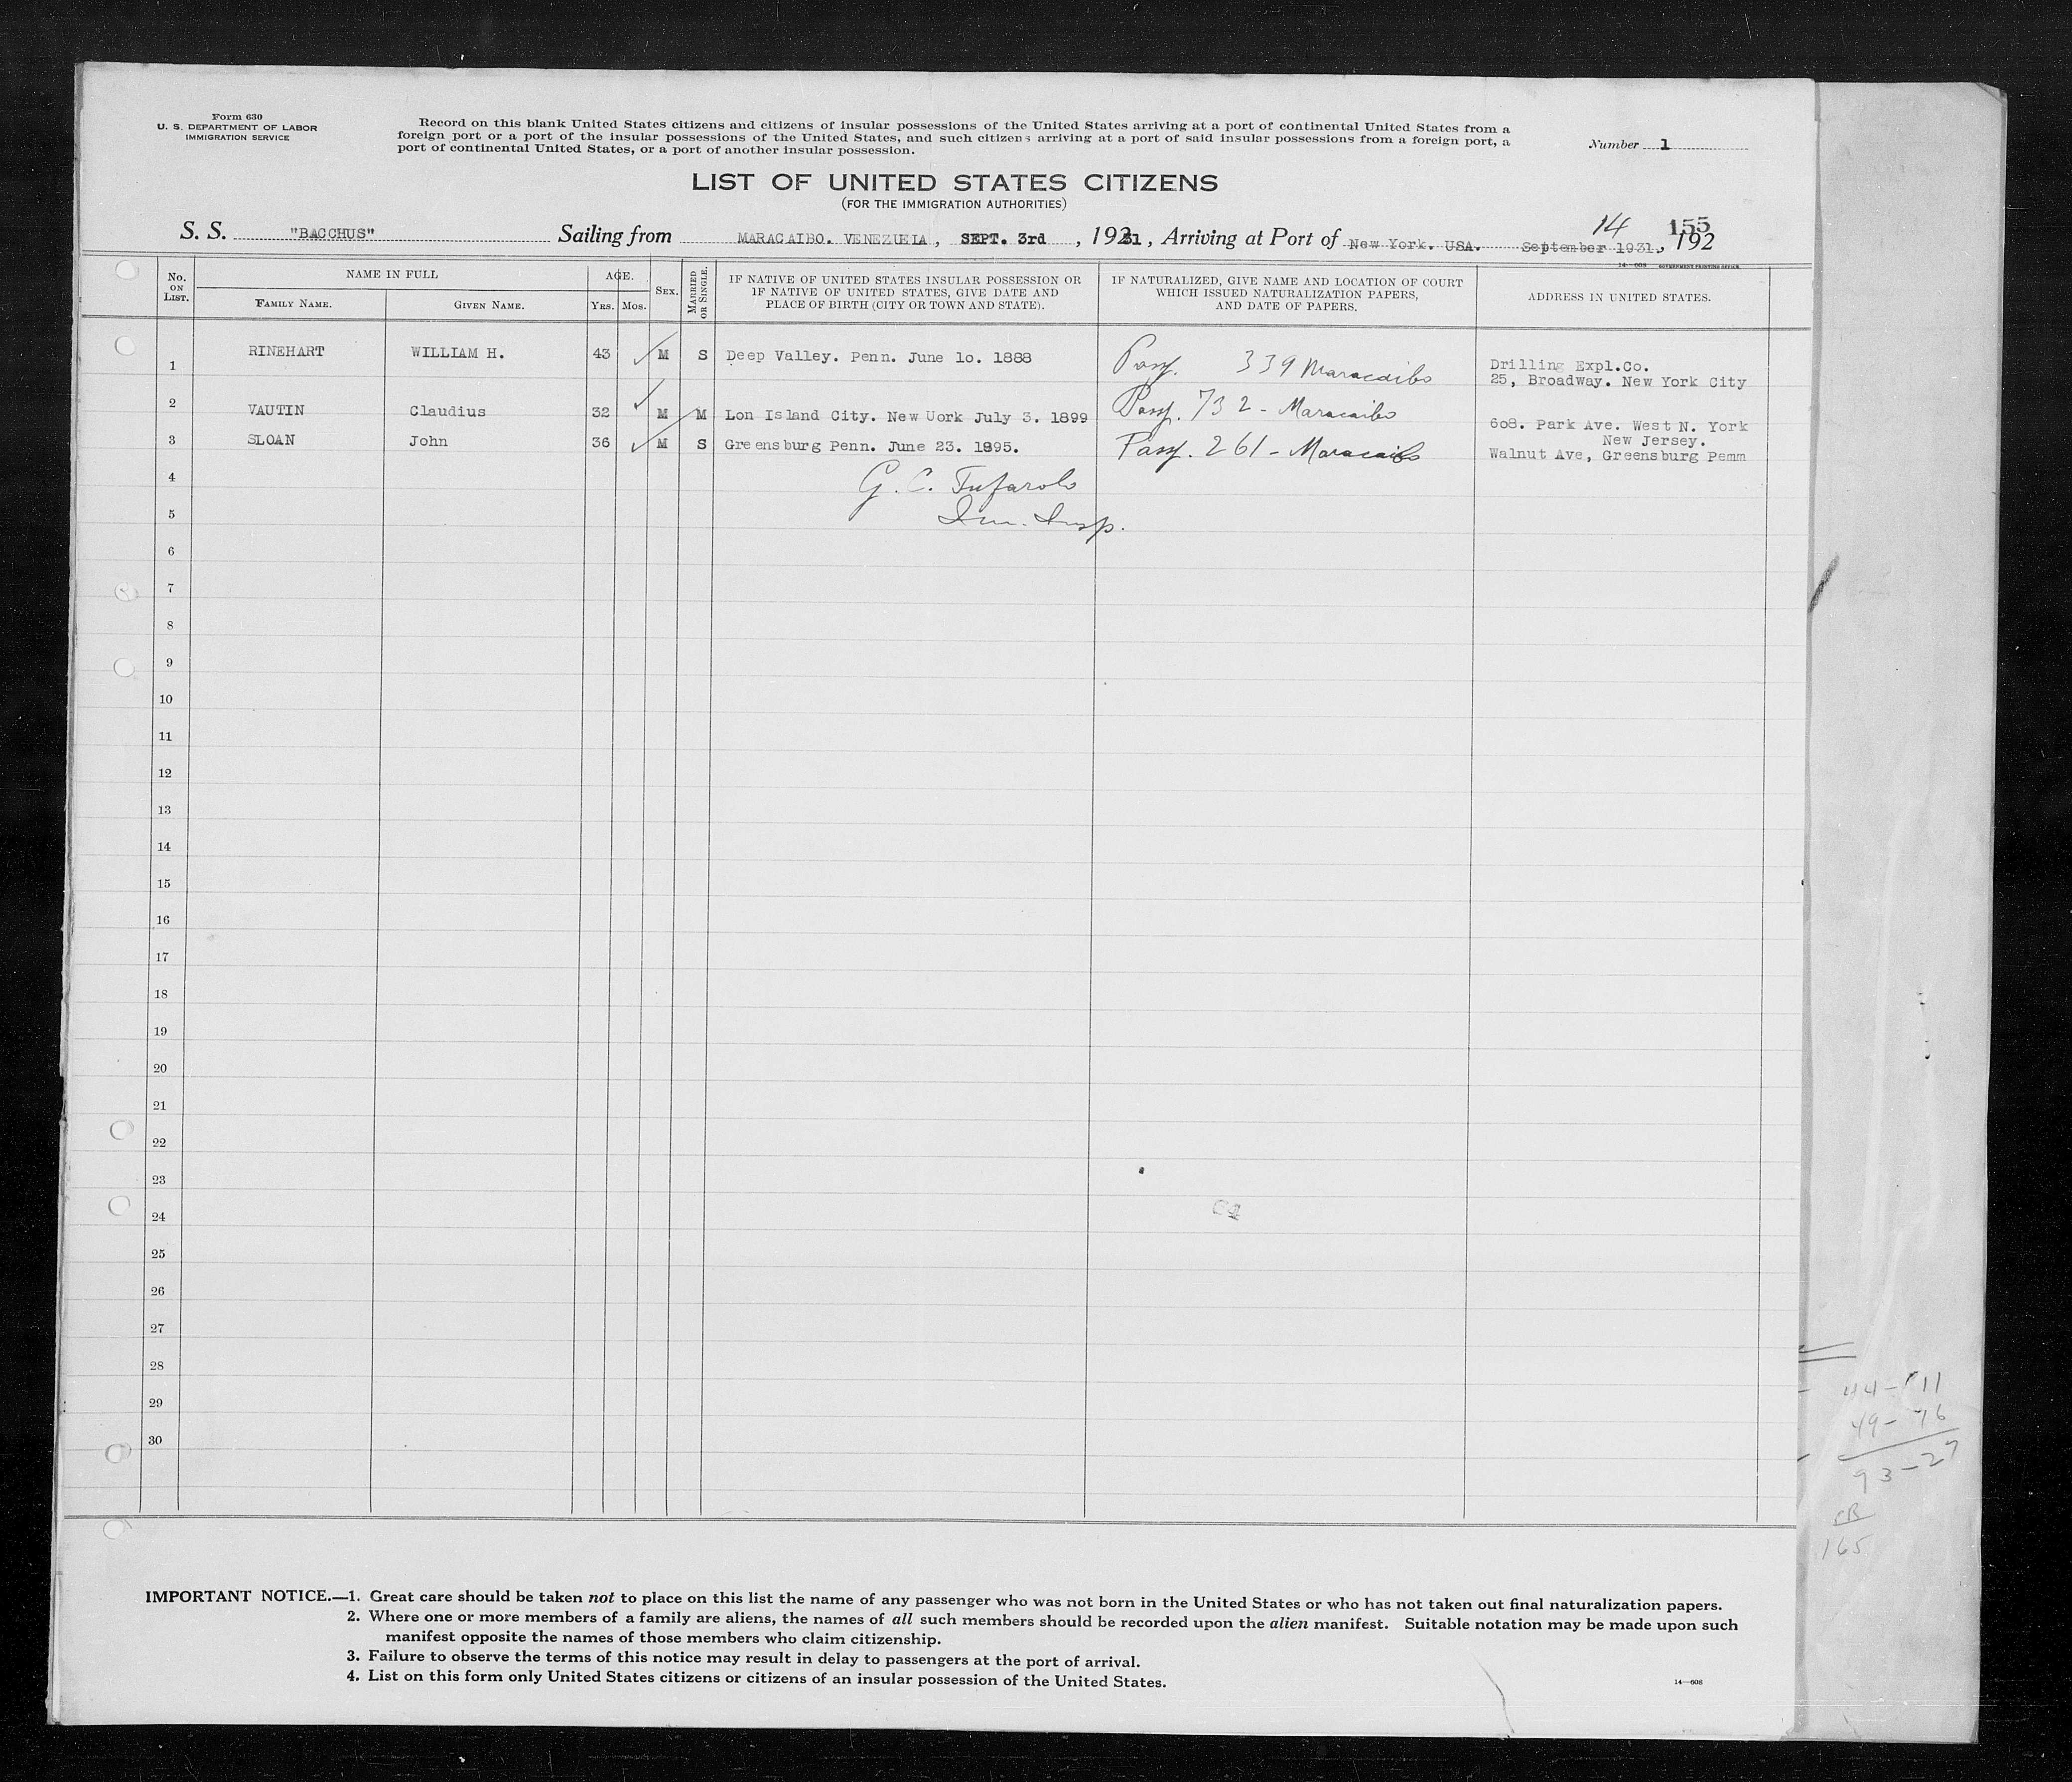 Form 630
U. S. DEPARTMENT OF LABOR
IMMIGRATION SERVICE
Record on this blank United States citizens and citizens of insular possessions of the United States arriving at a port of continental United States from a
foreign port or a port of the insular possessions of the United States, and such citizens arriving at a port of said insular possessions from a foreign port, a
port of continental United States, or a port of another insular possession.
Number 1
LIST OF UNITED STATES CITIZENS
(FOR THE IMMIGRATION AUTHORITIES)
14 155
S. S. "BACCHUS" Sailing from MARACAIBO. VENEZUEIA, SEPT. 3rd, 1931, Arriving at Port of New York. USA. September 1931, 192
14—608 GOVERNMENT PRINTING OFFICE
No. ON LIST.
NAME IN FULL
FAMILY NAME.
GIVEN NAME.
AGE.
YRS.
MOS.
SEX.
MARRIED OR SINGLE.
IF NATIVE OF UNITED STATES INSULAR POSSESSION OR
IF NATIVE OF UNITED STATES, GIVE DATE AND
PLACE OF BIRTH (CITY OR TOWN AND STATE).
IF NATURALIZED, GIVE NAME AND LOCATION OF COURT
WHICH ISSUED NATURALIZATION PAPERS,
AND DATE OF PAPERS.
ADDRESS IN UNITED STATES.
1 RINEHART WILLIAM H. 43 M S Deep Valley. Penn. June 1o. 1888 Pass. 339 Maracaibo Drilling Expl.Co.
25, Broadway. New York City
2 VAUTIN Claudius 32 M M Lon Island City. New Uork July 3. 1899 Pass. 732 - Maracaibo 6o8. Park Ave. West N. York
New Jersey.
3 SLOAN John 36 M S Greensburg Penn. June 23. 1895. Pass. 261 - Maracaibo Walnut Ave, Greensburg Pemm
4
G. C. Tufarolo
5
Im. Insp.
6
7
8
9
10
11
12
13
14
15
16
17
18
19
20
21
22
23
24
25
26
27
28
29
30
44-11
49-76
93-27
165
IMPORTANT NOTICE.—1. Great care should be taken not to place on this list the name of any passenger who was not born in the United States or who has not taken out final naturalization papers.
2. Where one or more members of a family are aliens, the names of all such members should be recorded upon the alien manifest. Suitable notation may be made upon such
manifest opposite the names of those members who claim citizenship.
3. Failure to observe the terms of this notice may result in delay to passengers at the port of arrival.
4. List on this form only United States citizens or citizens of an insular possession of the United States.
14—608